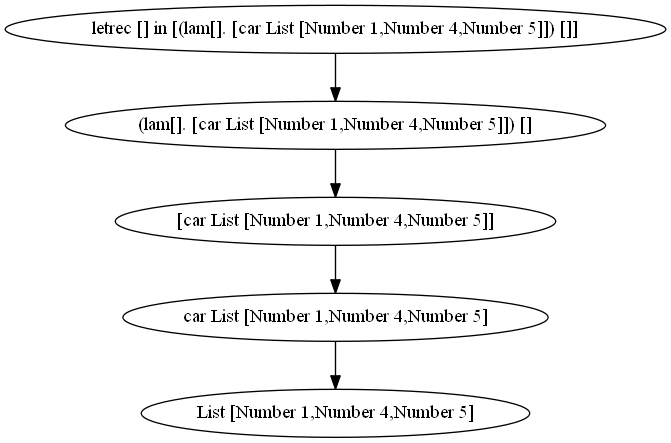 letrec [] in [(lam[]. [car List [Number 1,Number 4,Number 5]]) []]
(lam[]. [car List [Number 1,Number 4,Number 5]]) []
[car List [Number 1,Number 4,Number 5]]
car List [Number 1,Number 4,Number 5]
List [Number 1,Number 4,Number 5]